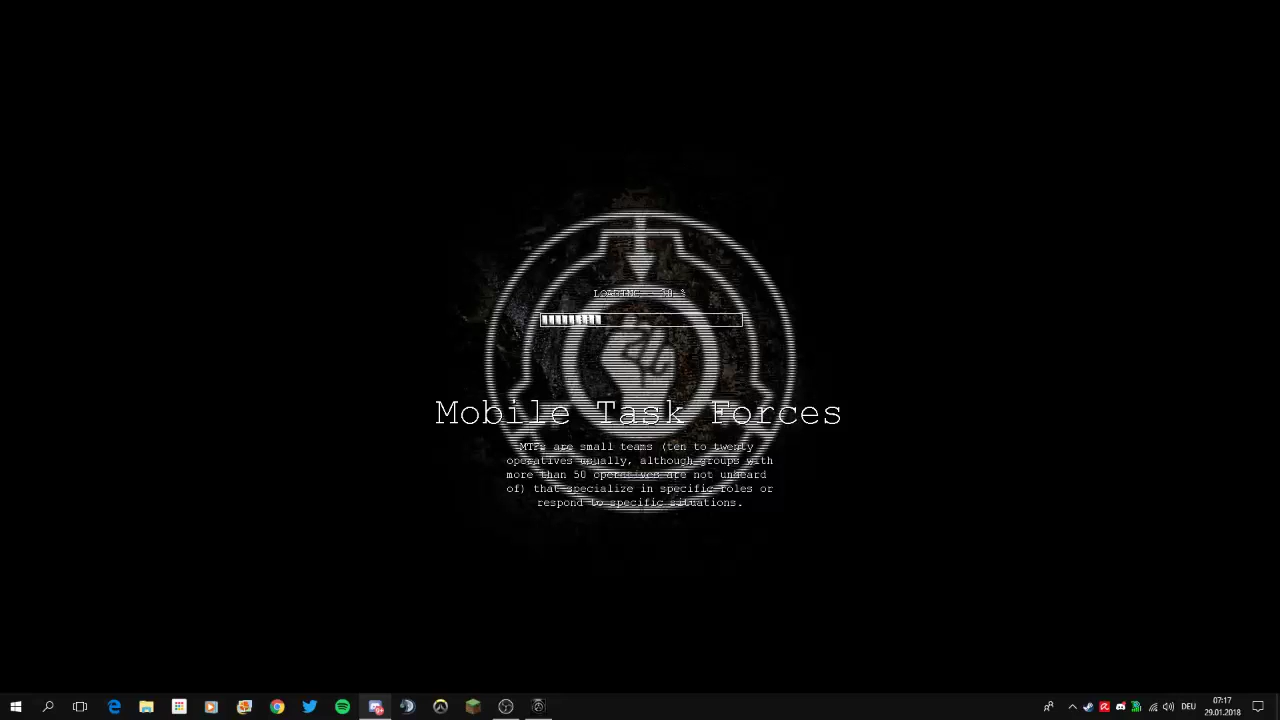 LOADING - 30 %
Mobile Task Forces
MTFs are small teams (ten to twenty
operatives usually, although groups with
more than 50 operatives are not unheard
of) that specialize in specific roles or
respond to specific situations.
DEU
07:17
29.01.2018